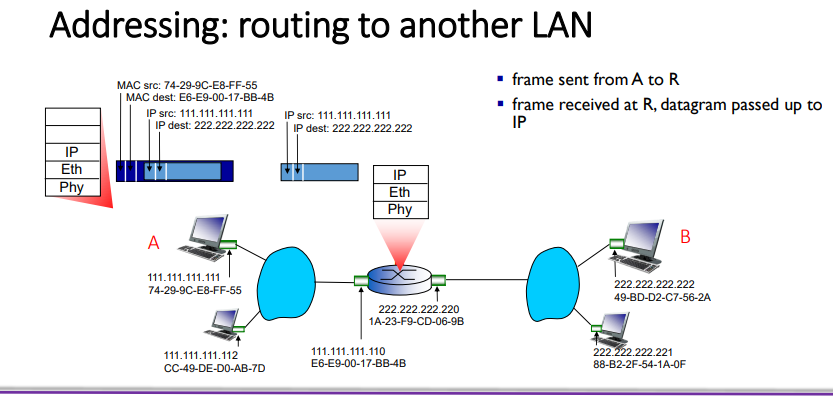 Addressing: routing to another LAN
MAC src: 74-29-9C-E8-FF-55
MAC dest: E6-E9-00-17-BB-4B
IP src: 111.111.111.111
IP dest: 222.222.222.222
IP src: 111.111.111.111
IP dest: 222.222.222.222
▪ frame sent from A to R
▪ frame received at R, datagram passed up to
IP
IP
Eth
Phy
IP
Eth
Phy
A
B
111.111.111.111
74-29-9C-E8-FF-55
222.222.222.222
49-BD-D2-C7-56-2A
222.222.222.220
1A-23-F9-CD-06-9B
111.111.111.112
CC-49-DE-D0-AB-7D
111.111.111.110
E6-E9-00-17-BB-4B
222.222.222.221
88-B2-2F-54-1A-0F